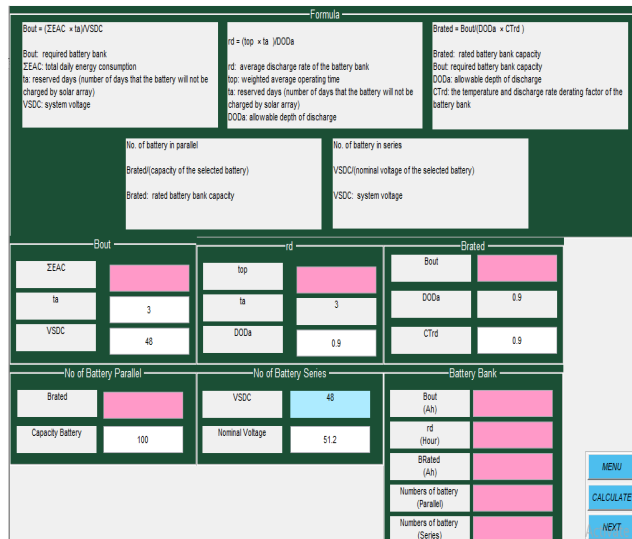 Formula
Bout = (ΣEAC × ta)/VSDC
Bout: required battery bank
ΣEAC: total daily energy consumption
ta: reserved days (number of days that the battery will not be
charged by solar array)
VSDC: system voltage
rd = (top × ta )/DODa
rd: average discharge rate of the battery bank
top: weighted average operating time
ta: reserved days (number of days that the battery will not be
charged by solar array)
DODa: allowable depth of discharge
Brated = Bout/(DODa × CTrd )
Brated: rated battery bank capacity
Bout: required battery bank capacity
DODa: allowable depth of discharge
CTrd: the temperature and discharge rate derating factor of the
battery bank
No. of battery in parallel
Brated/(capacity of the selected battery)
Brated: rated battery bank capacity
No. of battery in series
VSDC/(nominal voltage of the selected battery)
VSDC: system voltage
Bout
ΣEAC
ta
3
VSDC
48
rd
top
ta
3
DODa
0.9
Brated
Bout
DODa
0.9
CTrd
0.9
No of Battery Parallel
Brated
Capacity Battery
100
No of Battery Series
VSDC
48
Nominal Voltage
51.2
Battery Bank
Bout
(Ah)
rd
(Hour)
BRated
(Ah)
Numbers of battery
(Parallel)
Numbers of battery
(Series)
MENU
CALCULATE
NEXT